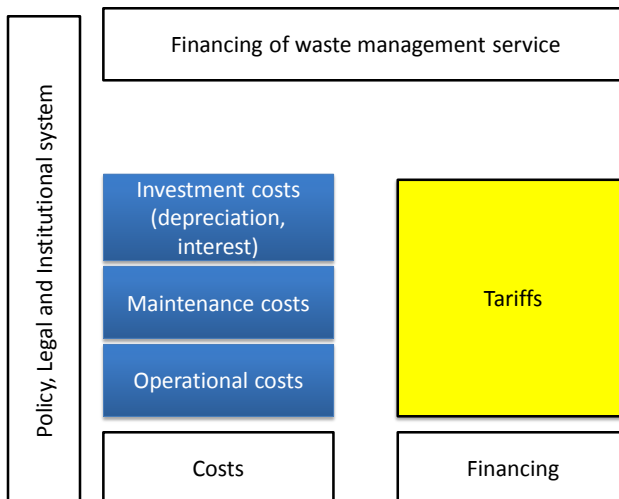 Financing of waste management service
Policy, Legal and Institutional system
Investment costs
(depreciation,
interest)
Maintenance costs
Operational costs
Tariffs
Costs
Financing